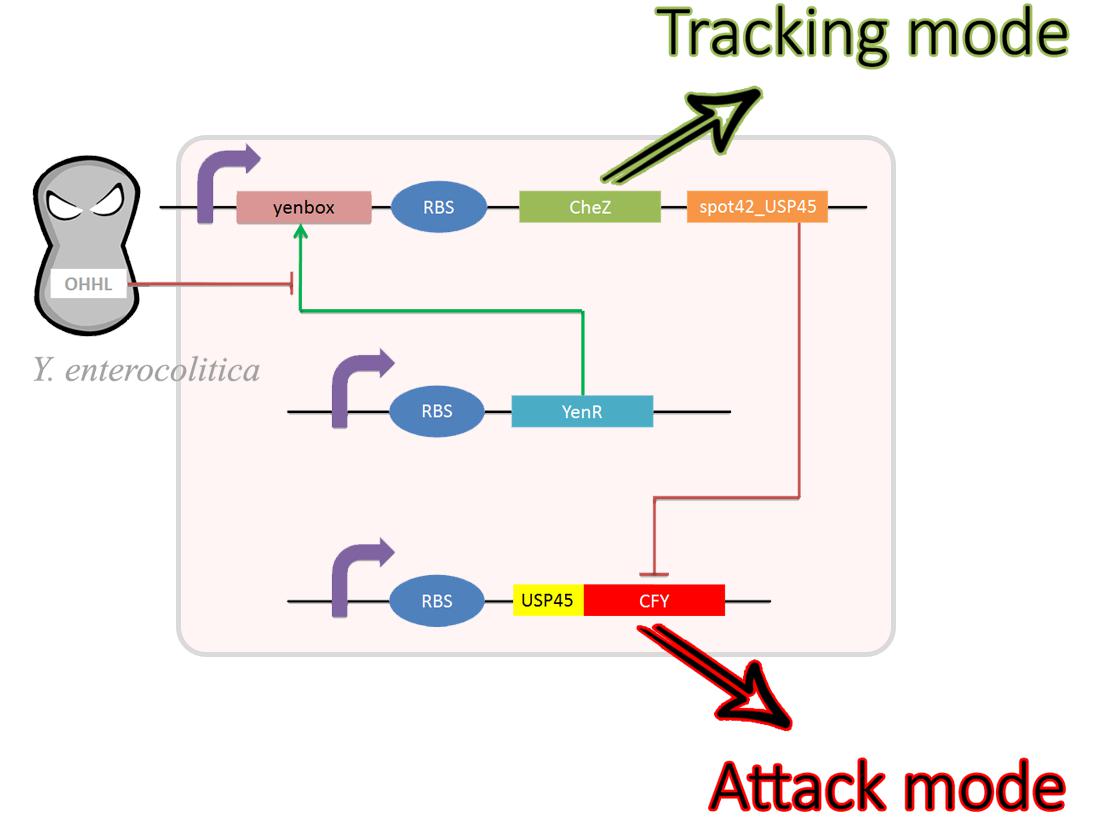 Tracking mode
yenbox
RBS
CheZ
spot42_USP45
OHHL
Y. enterocolitica
RBS
YenR
RBS
USP45
CFY
Attack mode